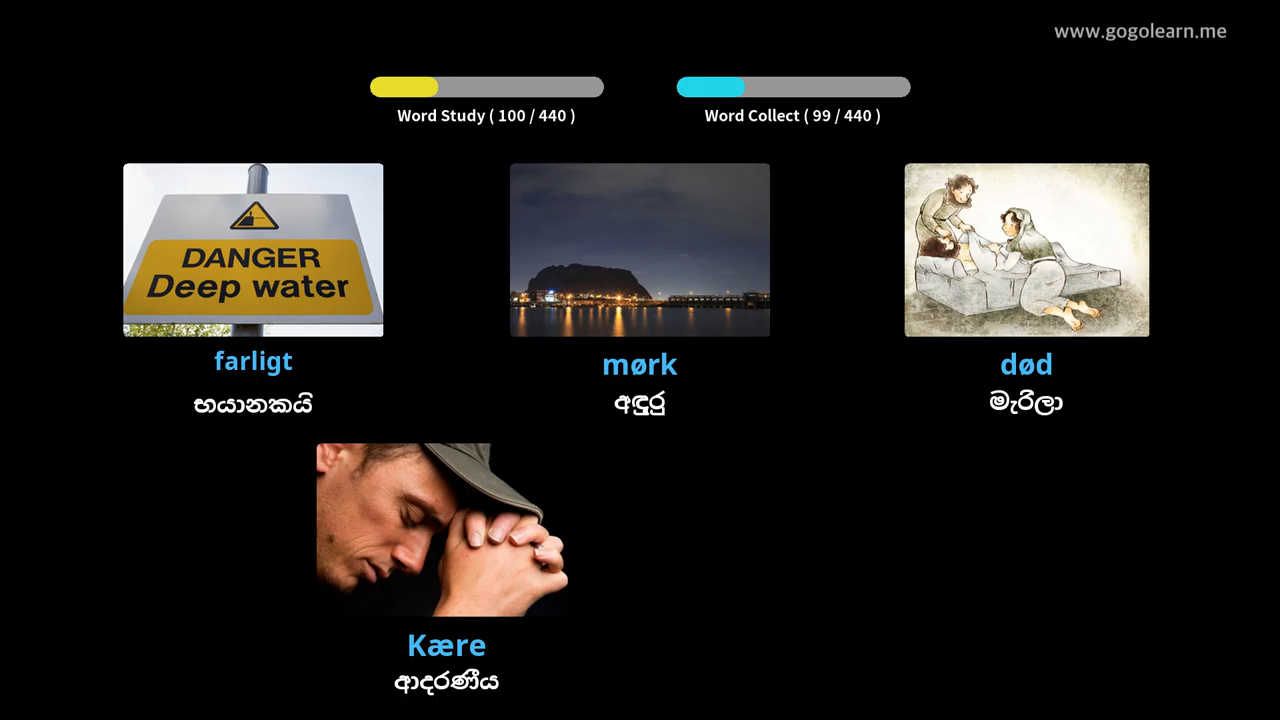 www.gogolearn.me
Word Study ( 100 / 440 )
Word Collect ( 99 / 440 )
DANGER
Deep water
farligt
mørk
død
භයානකයි
අඳුරු
මැරිලා
Kære
ආදරණීය